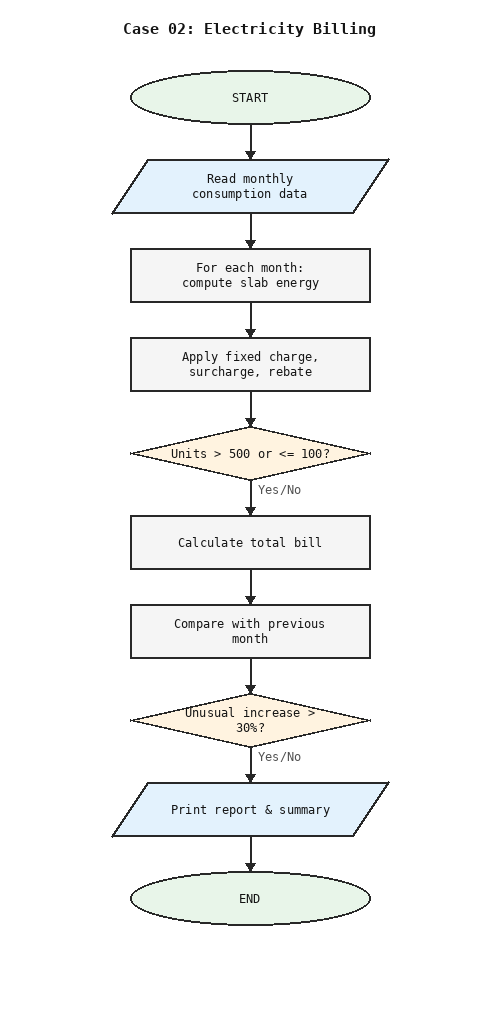 Case 02: Electricity Billing
START
Read monthly
consumption data
For each month:
compute slab energy
Apply fixed charge,
surcharge, rebate
Units > 500 or <= 100?
Yes/No
Calculate total bill
Compare with previous
month
Unusual increase >
30%?
Yes/No
Print report & summary
END